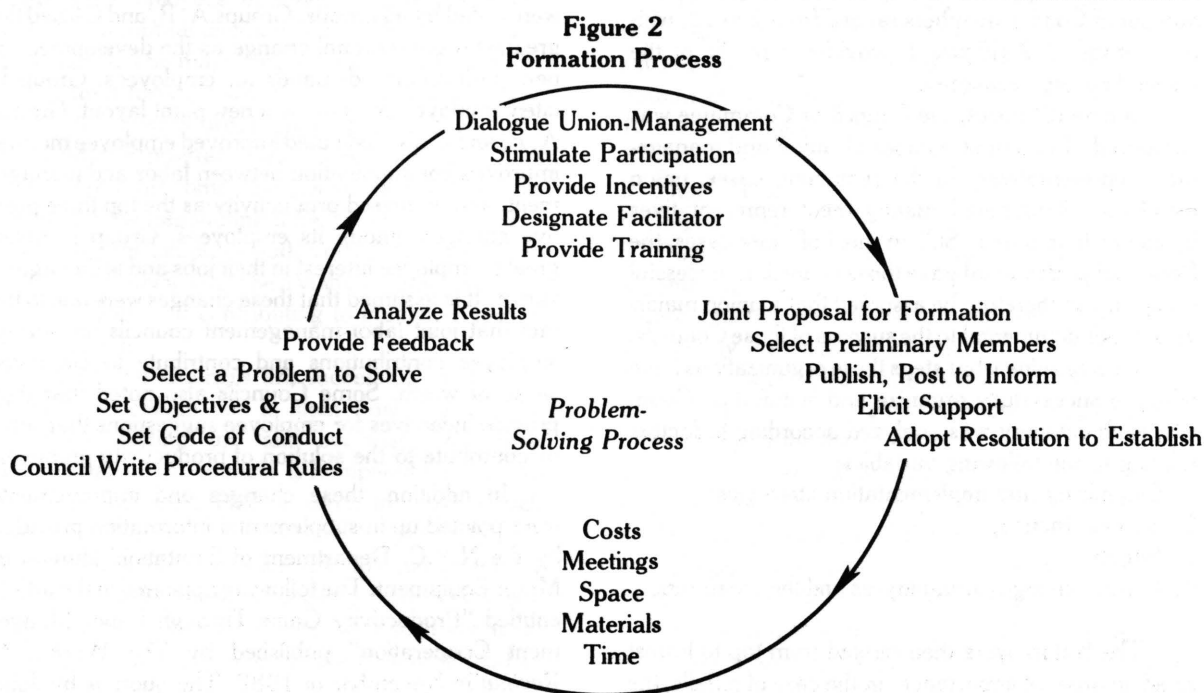 Figure 2
Formation Process
Dialogue Union-Management
Stimulate Participation
Provide Incentives
Designate Facilitator
Provide Training
Joint Proposal for Formation
Select Preliminary Members
Publish, Post to Inform
Elicit Support
Adopt Resolution to Establish
Costs
Meetings
Space
Materials
Time
Analyze Results
Provide Feedback
Select a Problem to Solve
Set Objectives & Policies
Set Code of Conduct
Council Write Procedural Rules
Problem-
Solving Process